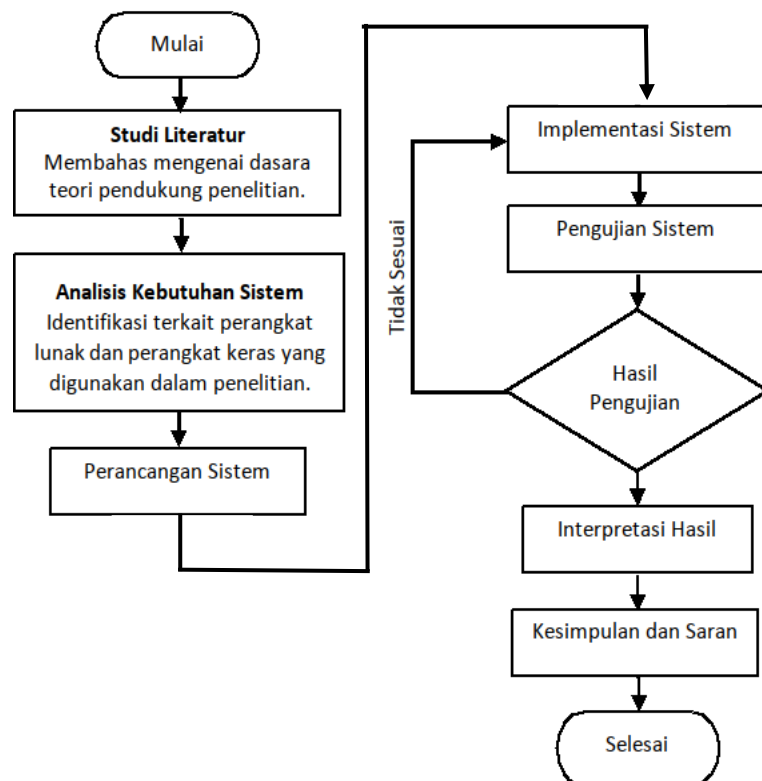 Mulai
Studi Literatur
Membahas mengenai dasara
teori pendukung penelitian.
Analisis Kebutuhan Sistem
Identifikasi terkait perangkat
lunak dan perangkat keras yang
digunakan dalam penelitian.
Perancangan Sistem
Implementasi Sistem
Pengujian Sistem
Tidak Sesuai
Hasil
Pengujian
Interpretasi Hasil
Kesimpulan dan Saran
Selesai